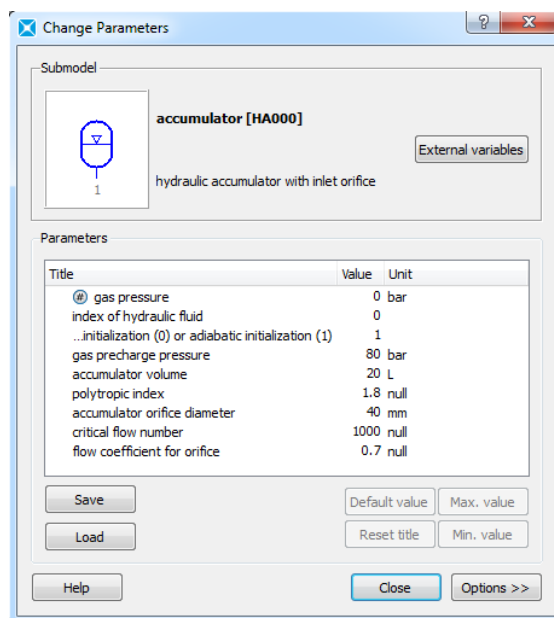 Change Parameters
?
X
Submodel
1
accumulator [HA000]
External variables
hydraulic accumulator with inlet orifice
Parameters
Title Value Unit
# gas pressure 0 bar
index of hydraulic fluid 0
...initialization (0) or adiabatic initialization (1) 1
gas precharge pressure 80 bar
accumulator volume 20 L
polytropic index 1.8 null
accumulator orifice diameter 40 mm
critical flow number 1000 null
flow coefficient for orifice 0.7 null
Save Default value Max. value
Load Reset title Min. value
Help Close Options >>